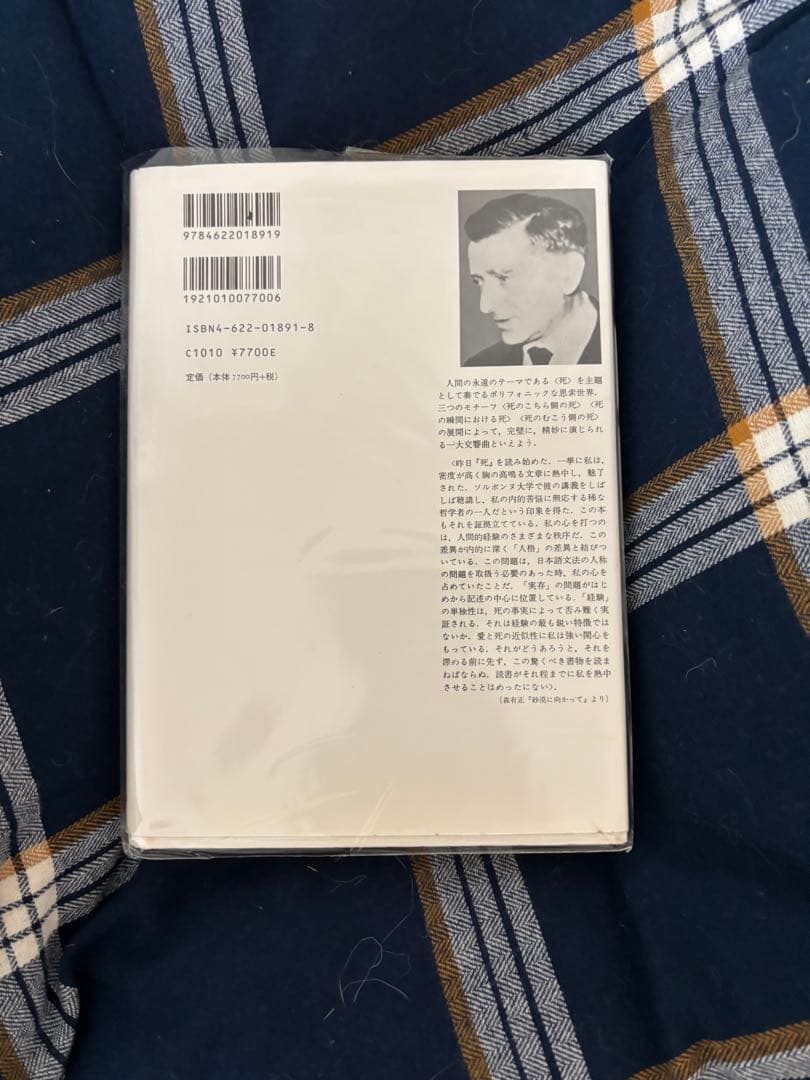 9784622018919
1921010077006
ISBN4-622-01891-8
C1010 ¥7700E
定価（本体 7700円+税）
人間の永遠のテーマである〈死〉を主題
として奏でるポリフォニックな思索世界．
三つのモチーフ〈死のこちら側の死〉〈死
の瞬間における死〉〈死のむこう側の死〉
の展開によって，完璧に，精妙に演じられ
る一大交響曲といえよう．
〈昨日『死』を読み始めた．一挙に私は，
密度が高く胸の高鳴る文章に熱中し，魅了
された．ソルボンヌ大学で彼の講義をしば
しば聴講し，私の内的苦悩に照応する稀な
哲学者の一人だという印象を得た．この本
もそれを証拠立てている．私の心を打つの
は，人間的経験のさまざまな秩序だ．この
差異が内的に深く「人格」の差異と結びつ
いている．この問題は，日本語文法の人称
の問題を取扱う必要のあった時，私の心を
占めていたことだ．「実存」の問題がはじ
めから記述の中心に位置している．「経験」
の単独性は，死の事実によって否み難く実
証される．それは経験の最も鋭い特徴では
ないか．愛と死の近似性に私は強い関心を
もっている．それがどうあろうと，それを
深める前に先ず，この驚くべき書物を読ま
ねばならぬ．読書がそれ程までに私を熱中
させることはめったにない〉．
（森有正『砂漠に向かって』より）